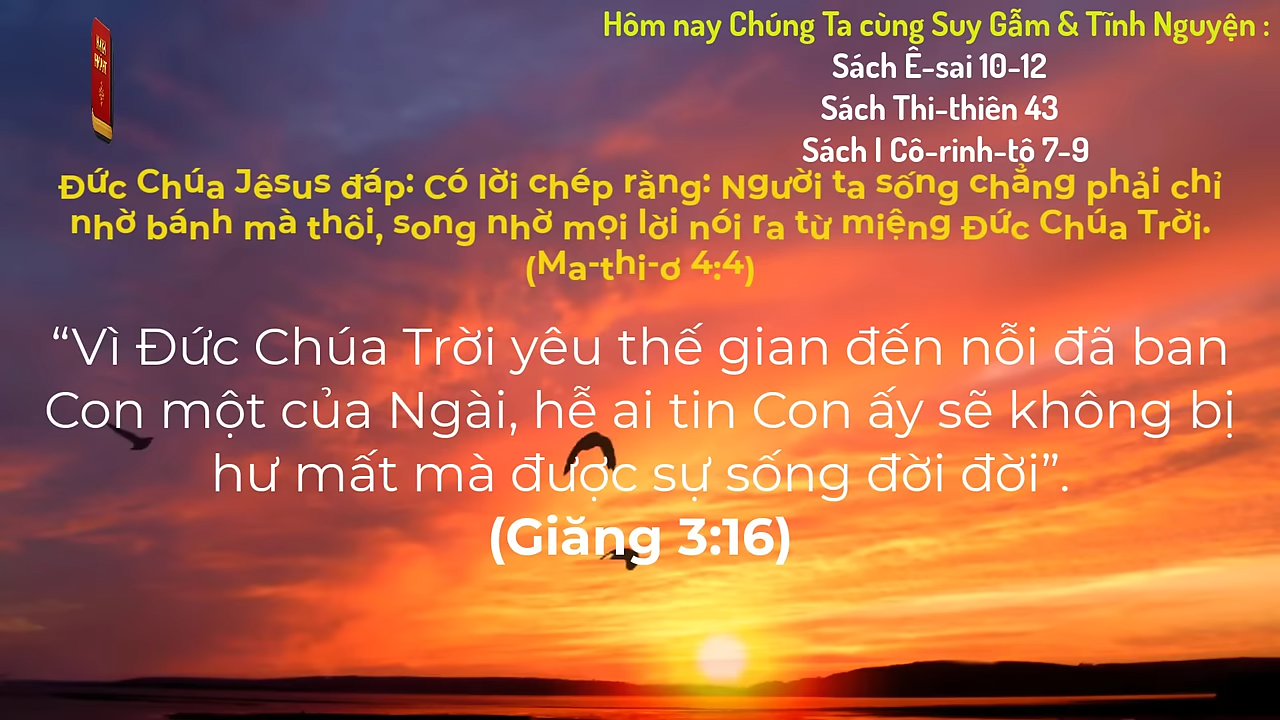 Hôm nay Chúng Ta cùng Suy Gẫm & Tĩnh Nguyện :
Sách Ê-sai 10-12
Sách Thi-thiên 43
Sách I Cô-rinh-tô 7-9
Đức Chúa Jêsus đáp: Có lời chép rằng: Người ta sống chẳng phải chỉ
nhờ bánh mà thôi, song nhờ mọi lời nói ra từ miệng Đức Chúa Trời.
(Ma-thi-ơ 4:4)
“Vì Đức Chúa Trời yêu thế gian đến nỗi đã ban
Con một của Ngài, hễ ai tin Con ấy sẽ không bị
hư mất mà được sự sống đời đời”.
(Giăng 3:16)